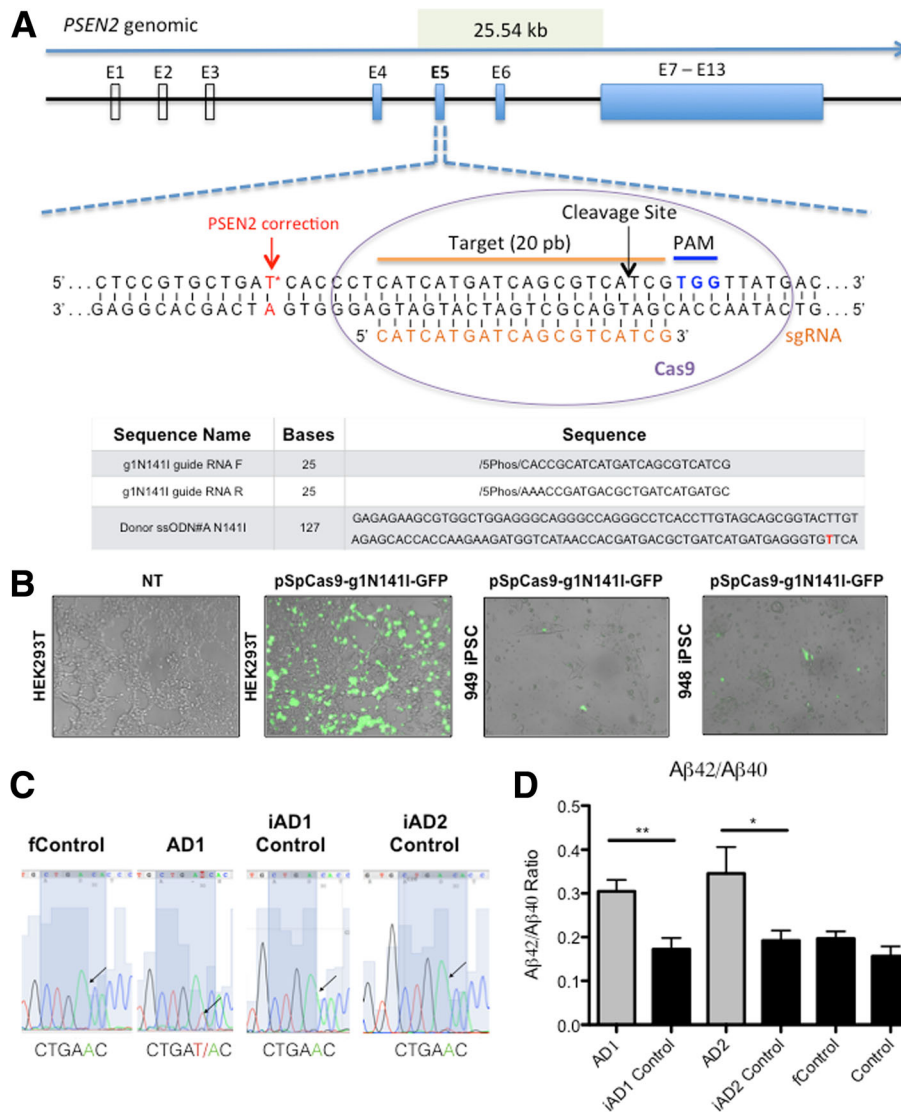 A
PSEN2 genomic
25.54 kb
E1 E2 E3 E4 E5 E6 E7 – E13
PSEN2 correction
Cleavage Site
Target (20 pb)
PAM
5' ...CTCCGTGCTGAT*CACCCTCATCATGATCAGCGTCATCGTGGTTATGAC... 3'
3' ...GAGGCACGACTAGTGGGAGTAGTACTAGTCGCAGTAGCACCAATACTG... 5'
5' CATCATGATCAGCGTCATCG 3'
sgRNA
Cas9
Sequence Name Bases Sequence
g1N141I guide RNA F 25 /5Phos/CACCGCATCATGATCAGCGTCATCG
g1N141I guide RNA R 25 /5Phos/AAACCGATGACGCTGATCATGATGC
Donor ssODN#A N141I 127 GAGAGAAGCGTGGCTGGAGGGCAGGGCCAGGGCCTCACCTTGTAGCAGCGGTACTTGT
AGAGCACCACCAAGAAGATGGTCATAACCACGATGACGCTGATCATGATGAGGGTGTTCA
B
NT
pSpCas9-g1N141I-GFP
pSpCas9-g1N141I-GFP
pSpCas9-g1N141I-GFP
HEK293T
HEK293T
949 iPSC
948 iPSC
C
fControl
AD1
iAD1
Control
iAD2
Control
CTGAAC
CTGAT/AC
CTGAAC
CTGAAC
D
Aβ42/Aβ40
Aβ42/Aβ40 Ratio
0.5
0.4
0.3
0.2
0.1
0.0
**
*
AD1
iAD1 Control
AD2
iAD2 Control
fControl
Control